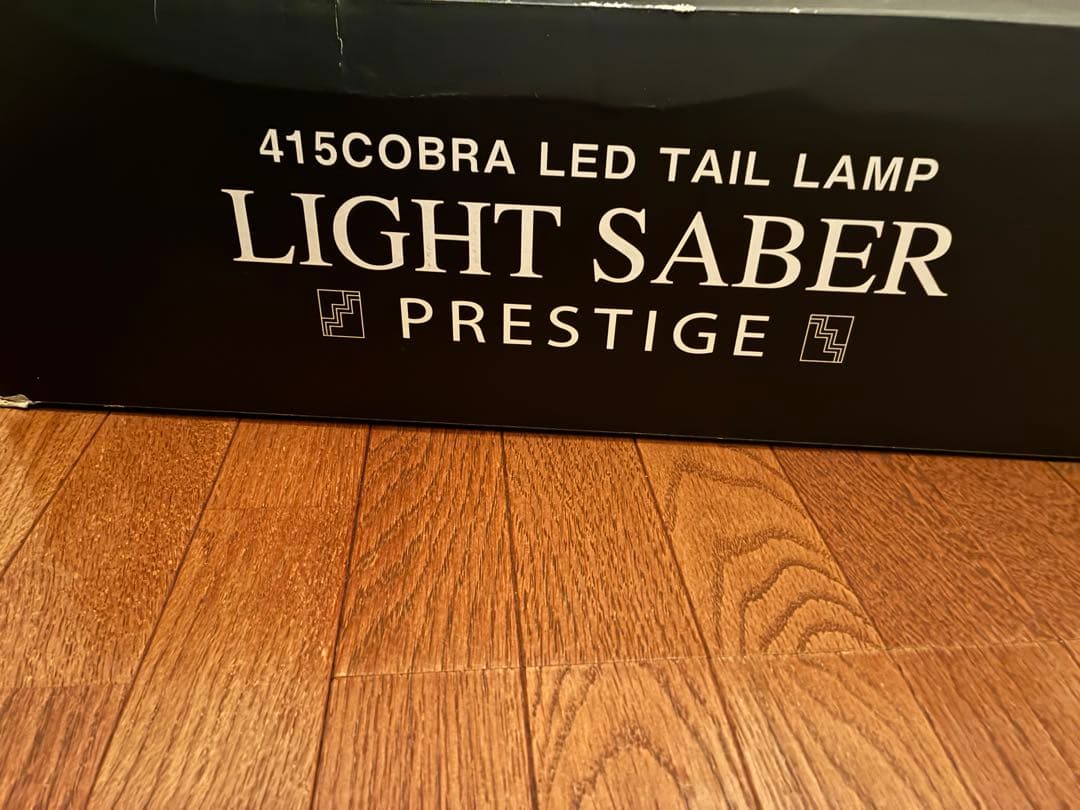 415COBRA LED TAIL LAMP
LIGHT SABER
PRESTIGE